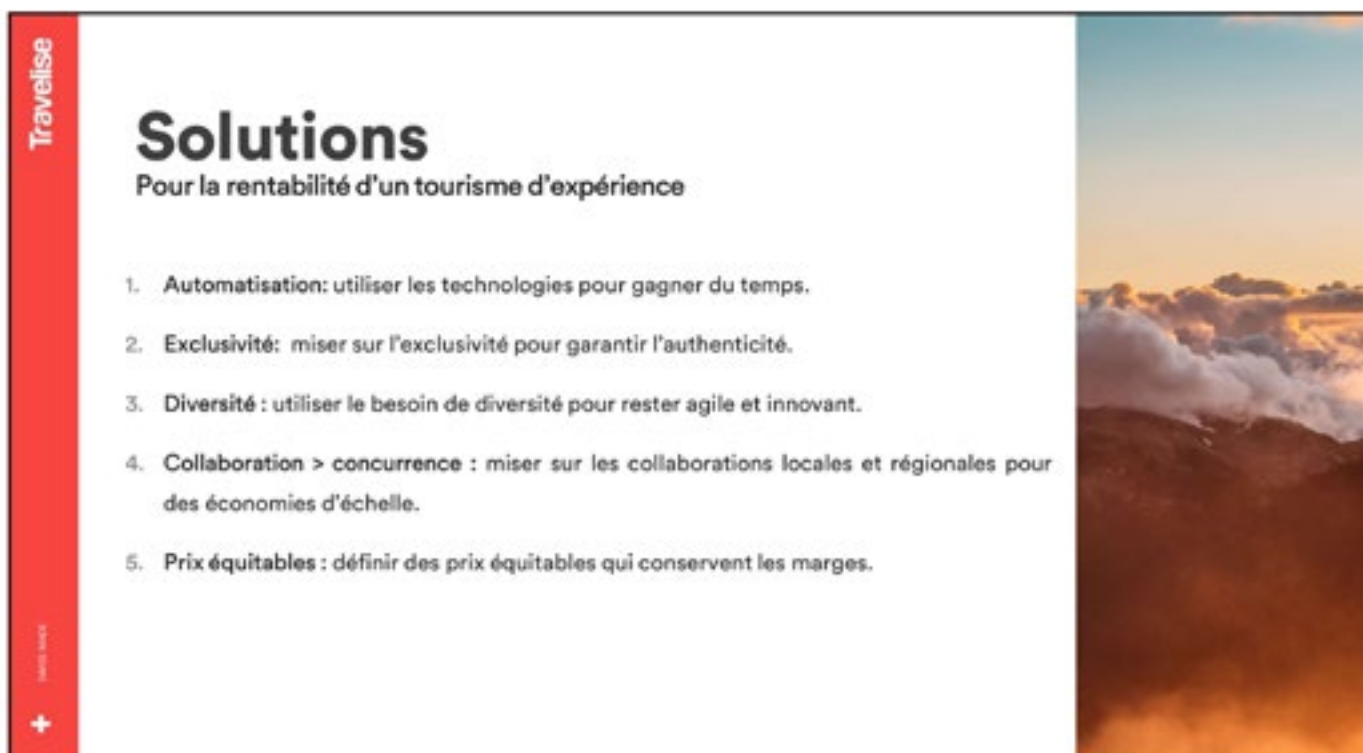 Travelise
Solutions
Pour la rentabilité d'un tourisme d'expérience
1. Automatisation: utiliser les technologies pour gagner du temps.
2. Exclusivité: miser sur l'exclusivité pour garantir l'authenticité.
3. Diversité : utiliser le besoin de diversité pour rester agile et innovant.
4. Collaboration > concurrence : miser sur les collaborations locales et régionales pour
des économies d'échelle.
5. Prix équitables : définir des prix équitables qui conservent les marges.